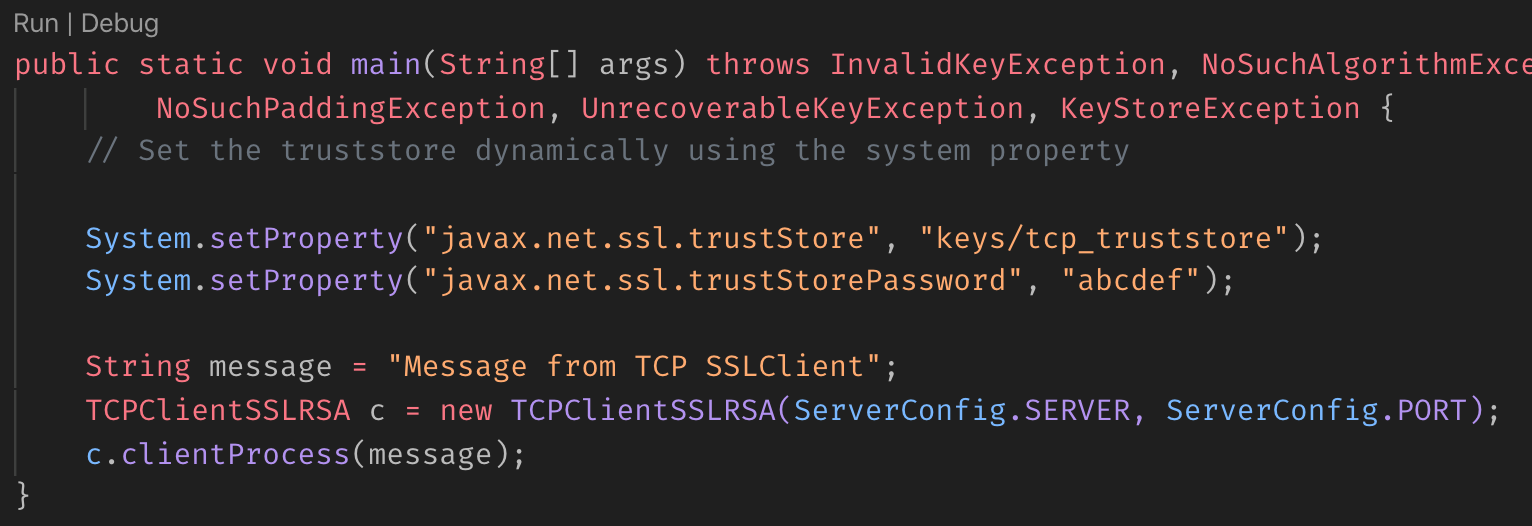 Run | Debug
public static void main(String[] args) throws InvalidKeyException, NoSuchAlgorithmExce
NoSuchPaddingException, UnrecoverableKeyException, KeyStoreException {
// Set the truststore dynamically using the system property
System.setProperty("javax.net.ssl.trustStore", "keys/tcp_truststore");
System.setProperty("javax.net.ssl.trustStorePassword", "abcdef");
String message = "Message from TCP SSLClient";
TCPClientSSLRSA c = new TCPClientSSLRSA(ServerConfig.SERVER, ServerConfig.PORT);
c.clientProcess(message);
}